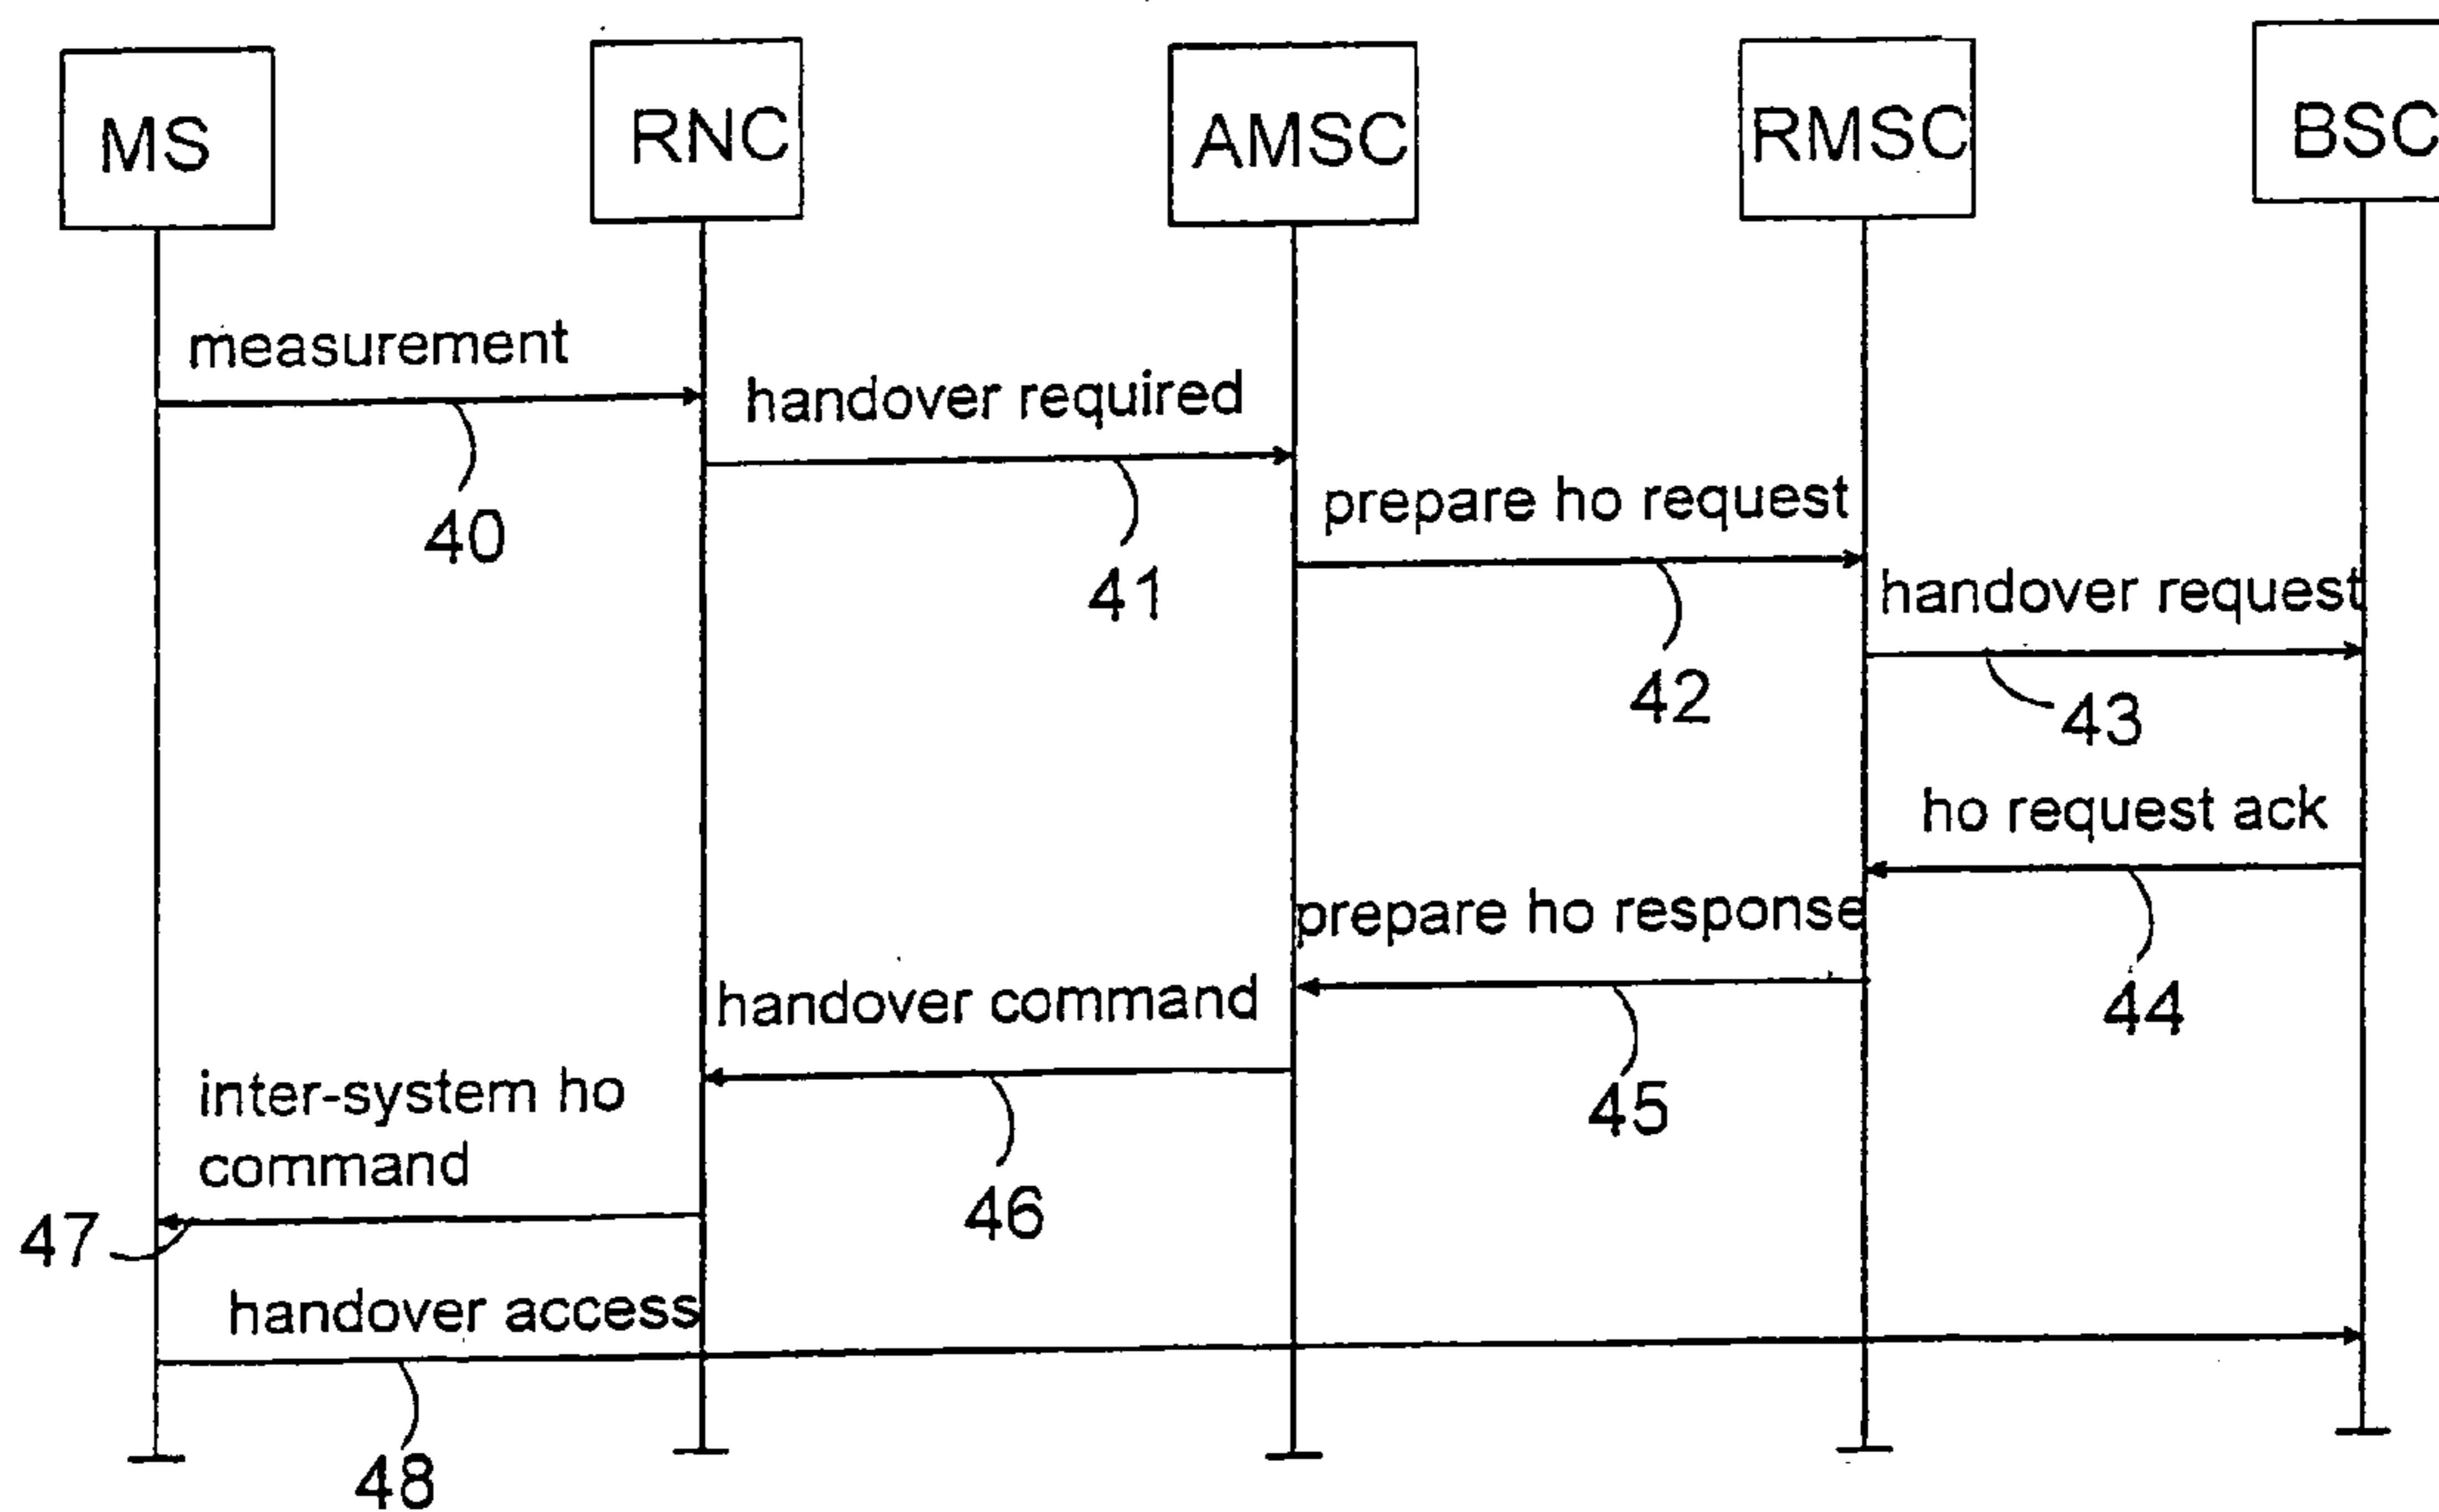 MS
RNC
AMSC
RMSC
BSC
measurement
40
handover required
41
prepare ho request
42
handover request
43
ho request ack
44
prepare ho response
45
handover command
46
inter-system ho
command
47
handover access
48